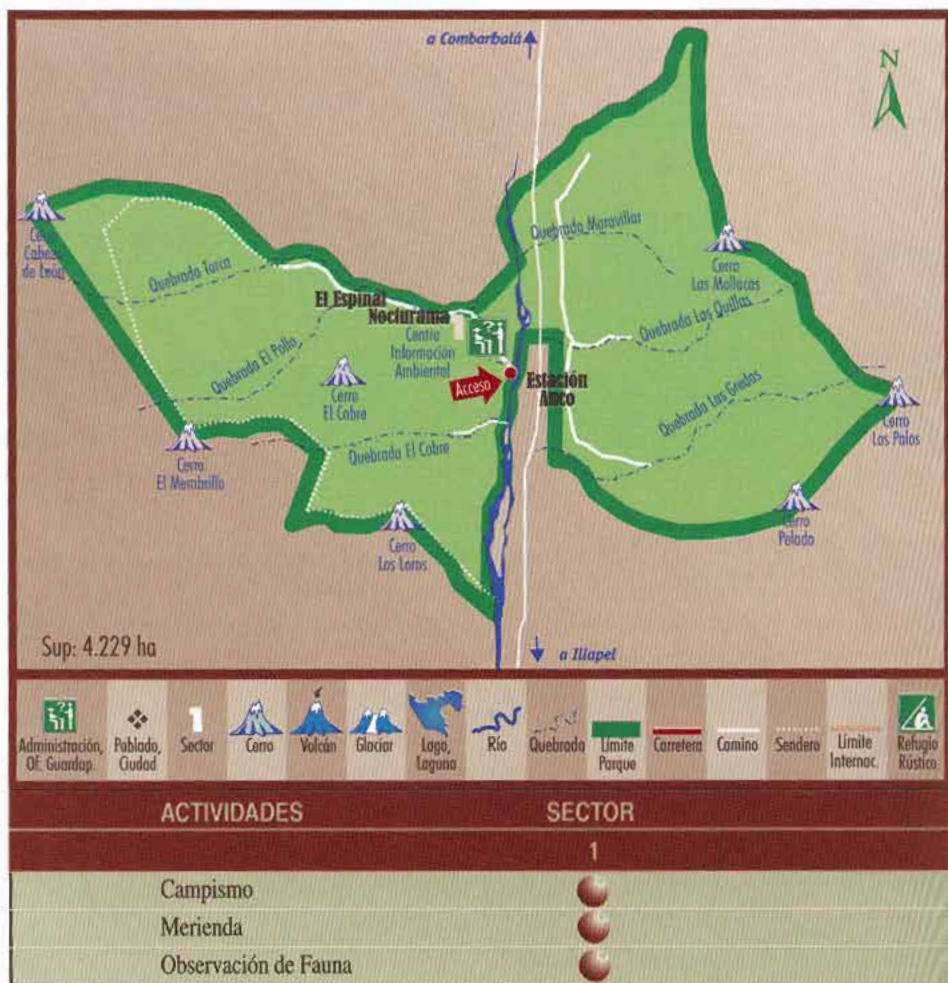 a Combarbalá
N
Cerro
Cabeza
de León
Quebrada Torca
Quebrada Maravillar
Cerro
Las Mollacas
El Espinal
Nocturama
1
Centro
Información
Ambiental
Quebrada Las Quillas
Quebrada El Pollo
Cerro
El Cobre
Acceso
Estación
Auco
Quebrada Las Gredas
Cerro
Los Palos
Quebrada El Cobre
Cerro
El Membrillo
Cerro
Los Loros
Cerro
Pelado
Sup: 4.229 ha
a Illapel
Administración,
Of. Guardap.
Poblado,
Ciudad
1
Sector
Cerro
Volcán
Glaciar
Lago,
Laguna
Río
Quebrada
Límite
Parque
Carretera
Camino
Sendero
Límite
Internac.
Refugio
Rústico
ACTIVIDADES SECTOR
1
Campismo
Merienda
Observación de Fauna